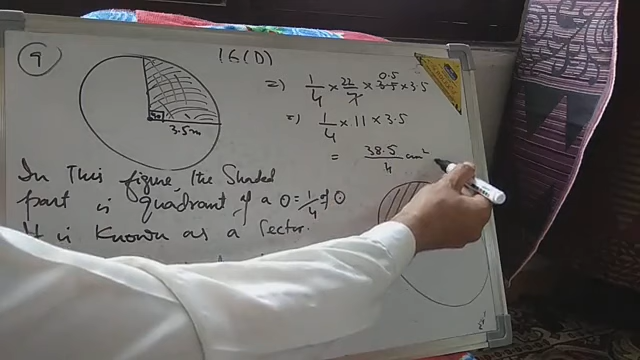 9
16(D)
90
3.5m
=) 1/4 × 22/7 × 3.5 0.5 × 3.5
=) 1/4 × 11 × 3.5
= 38.5/4 cm²
In This figure, the Shaded
part is quadrant of a O = 1/4 of O
It is Known as a Sector.